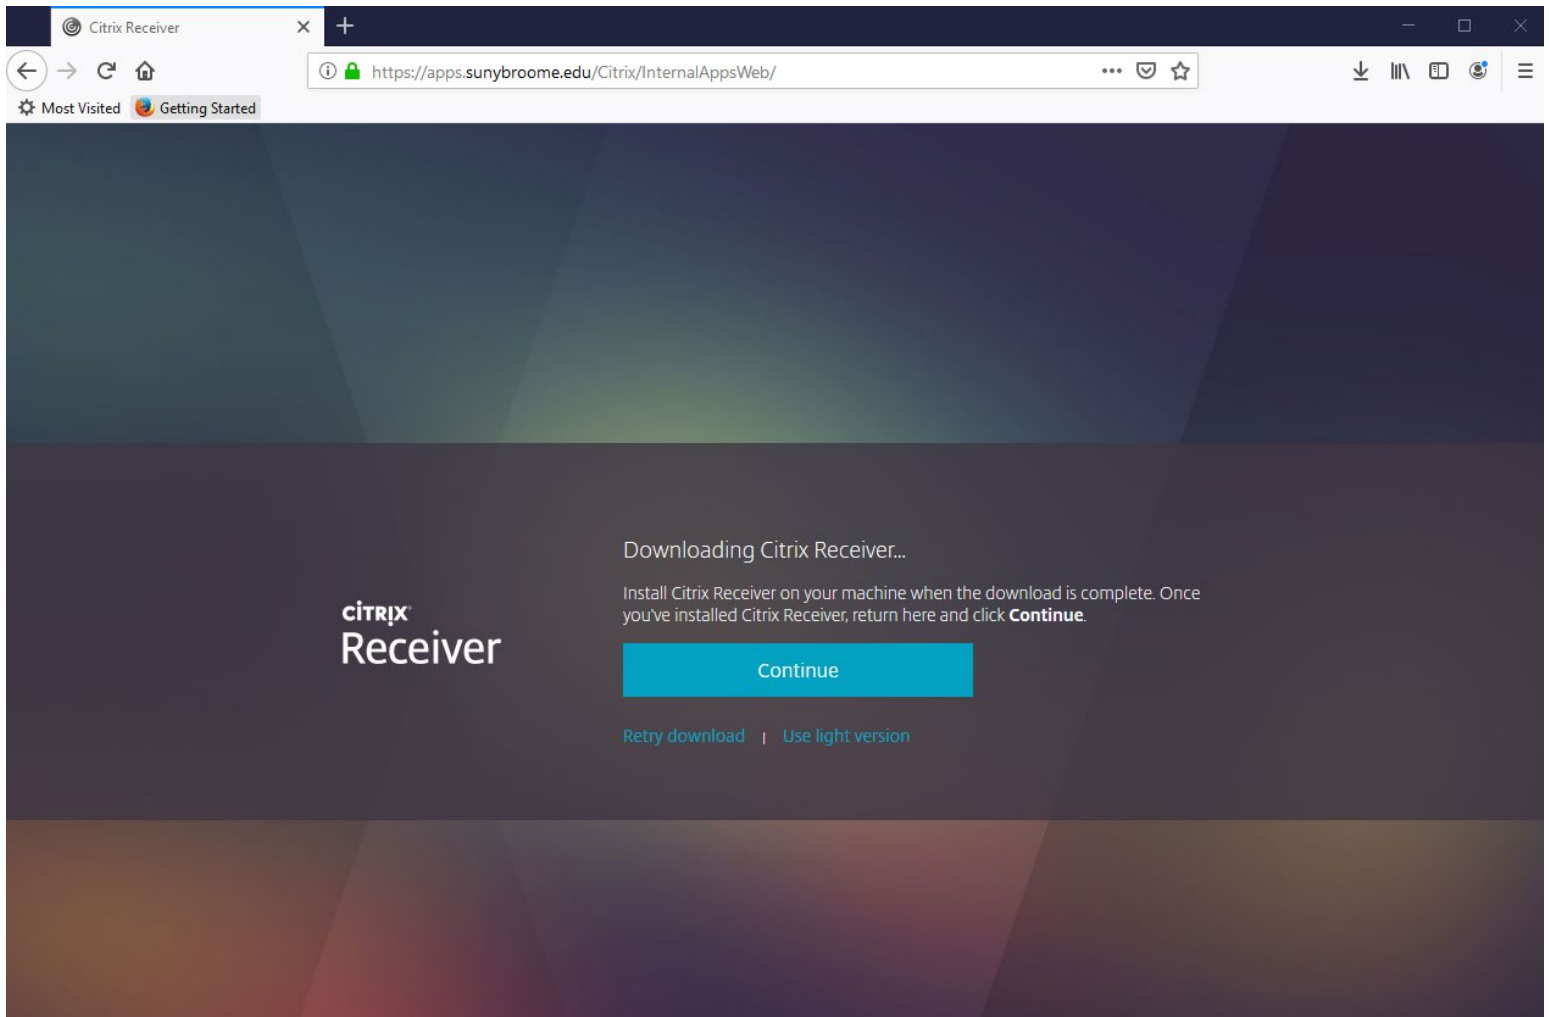 Citrix Receiver
https://apps.sunybroome.edu/Citrix/InternalAppsWeb/
Most Visited Getting Started
Downloading Citrix Receiver...
Install Citrix Receiver on your machine when the download is complete. Once
you've installed Citrix Receiver, return here and click Continue.
CITRIX
Receiver
Continue
Retry download | Use light version